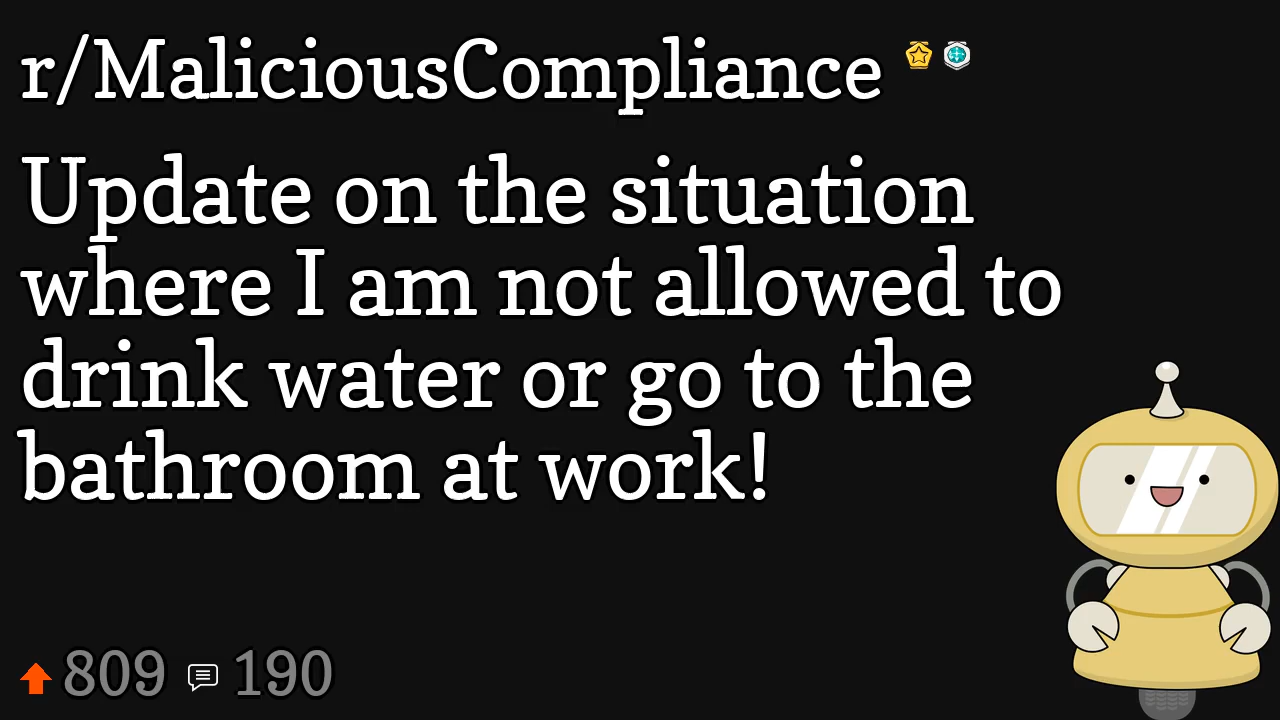 r/MaliciousCompliance
Update on the situation
where I am not allowed to
drink water or go to the
bathroom at work!
809 190